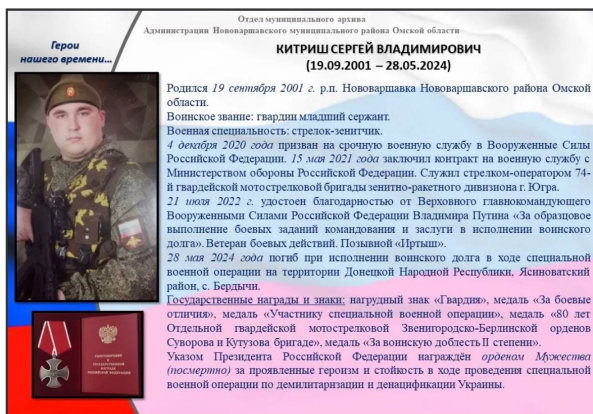 Отдел муниципального архива
Администрации Нововаршавского муниципального района Омской области
Герои
нашего времени...
КИТРИШ СЕРГЕЙ ВЛАДИМИРОВИЧ
(19.09.2001 – 28.05.2024)
Родился 19 сентября 2001 г. р.п. Нововаршавка Нововаршавского района Омской
области.
Воинское звание: гвардии младший сержант.
Военная специальность: стрелок-зенитчик.
4 декабря 2020 года призван на срочную военную службу в Вооруженные Силы
Российской Федерации. 15 мая 2021 года заключил контракт на военную службу с
Министерством обороны Российской Федерации. Служил стрелком-оператором 74-
й гвардейской мотострелковой бригады зенитно-ракетного дивизиона г. Югра.
21 июля 2022 г. удостоен благодарностью от Верховного главнокомандующего
Вооруженными Силами Российской Федерации Владимира Путина «За образцовое
выполнение боевых заданий командования и заслуги в исполнении воинского
долга». Ветеран боевых действий. Позывной «Иртыш».
28 мая 2024 года погиб при исполнении воинского долга в ходе специальной
военной операции на территории Донецкой Народной Республики, Ясиноватский
район, с. Бердычи.
Государственные награды и знаки: нагрудный знак «Гвардия», медаль «За боевые
отличия», медаль «Участнику специальной военной операции», медаль «80 лет
Отдельной гвардейской мотострелковой Звенигородско-Берлинской орденов
Суворова и Кутузова бригаде», медаль «За воинскую доблесть II степени».
Указом Президента Российской Федерации награждён орденом Мужества
(посмертно) за проявленные героизм и стойкость в ходе проведения специальной
военной операции по демилитаризации и денацификации Украины.